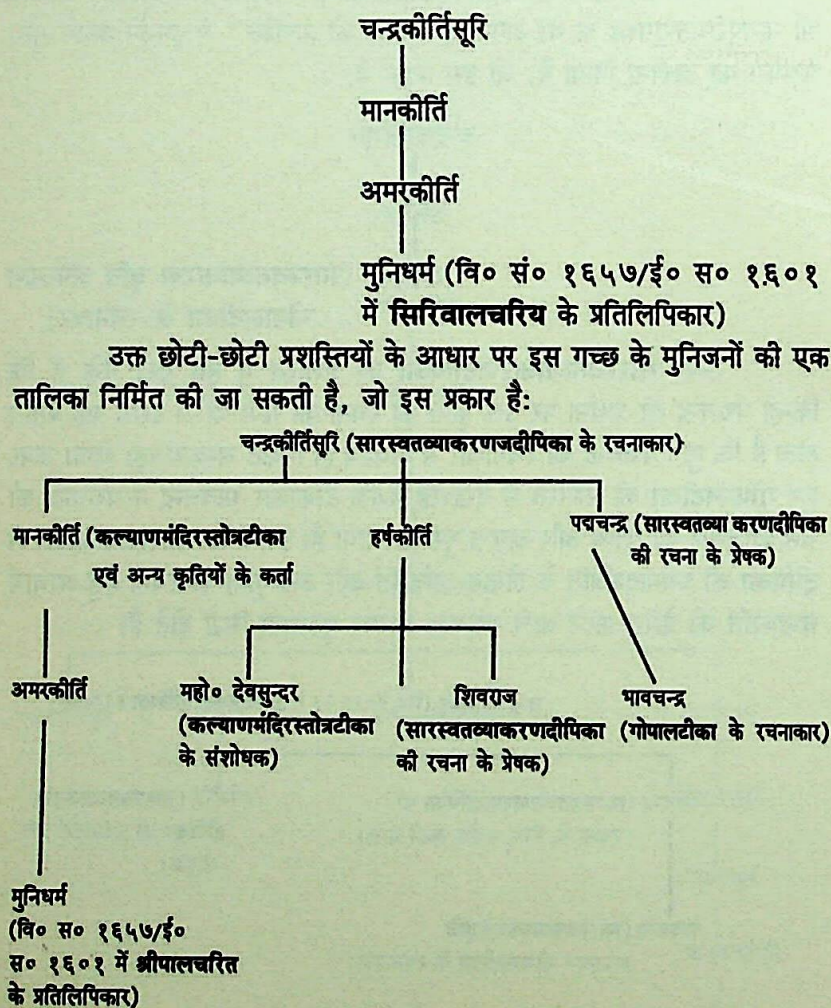 चन्द्रकीर्तिसूरि
मानकीर्ति
अमरकीर्ति
मुनिधर्म (वि० सं० १६५७/ई० स० १६०१
में सिरिवालचरिय के प्रतिलिपिकार)
उक्त छोटी-छोटी प्रशस्तियों के आधार पर इस गच्छ के मुनिजनों की एक
तालिका निर्मित की जा सकती है, जो इस प्रकार है:
चन्द्रकीर्तिसूरि (सारस्वतव्याकरणजदीपिका के रचनाकार)
मानकीर्ति (कल्याणमंदिरस्तोत्रटीका
एवं अन्य कृतियों के कर्ता
हर्षकीर्ति
पद्मचन्द्र (सारस्वतव्या करणदीपिका
की रचना के प्रेषक)
अमरकीर्ति
महो० देवसुन्दर
(कल्याणमंदिरस्तोत्रटीका
के संशोधक)
शिवराज
(सारस्वतव्याकरणदीपिका
की रचना के प्रेषक)
भावचन्द्र
(गोपालटीका के रचनाकार)
मुनिधर्म
(वि० स० १६५७/ई०
स० १६०१ में श्रीपालचरित
के प्रतिलिपिकार)